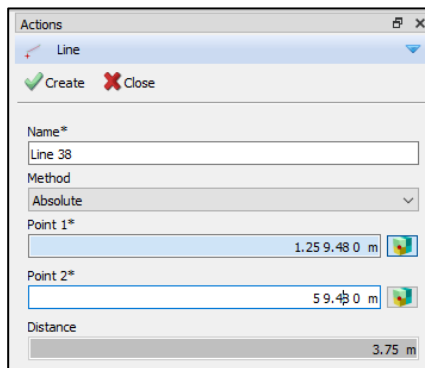 Actions
Line
Create Close
Name*
Line 38
Method
Absolute
Point 1*
1.25 9.48 0 m
Point 2*
5 9.48 0 m
Distance
3.75 m